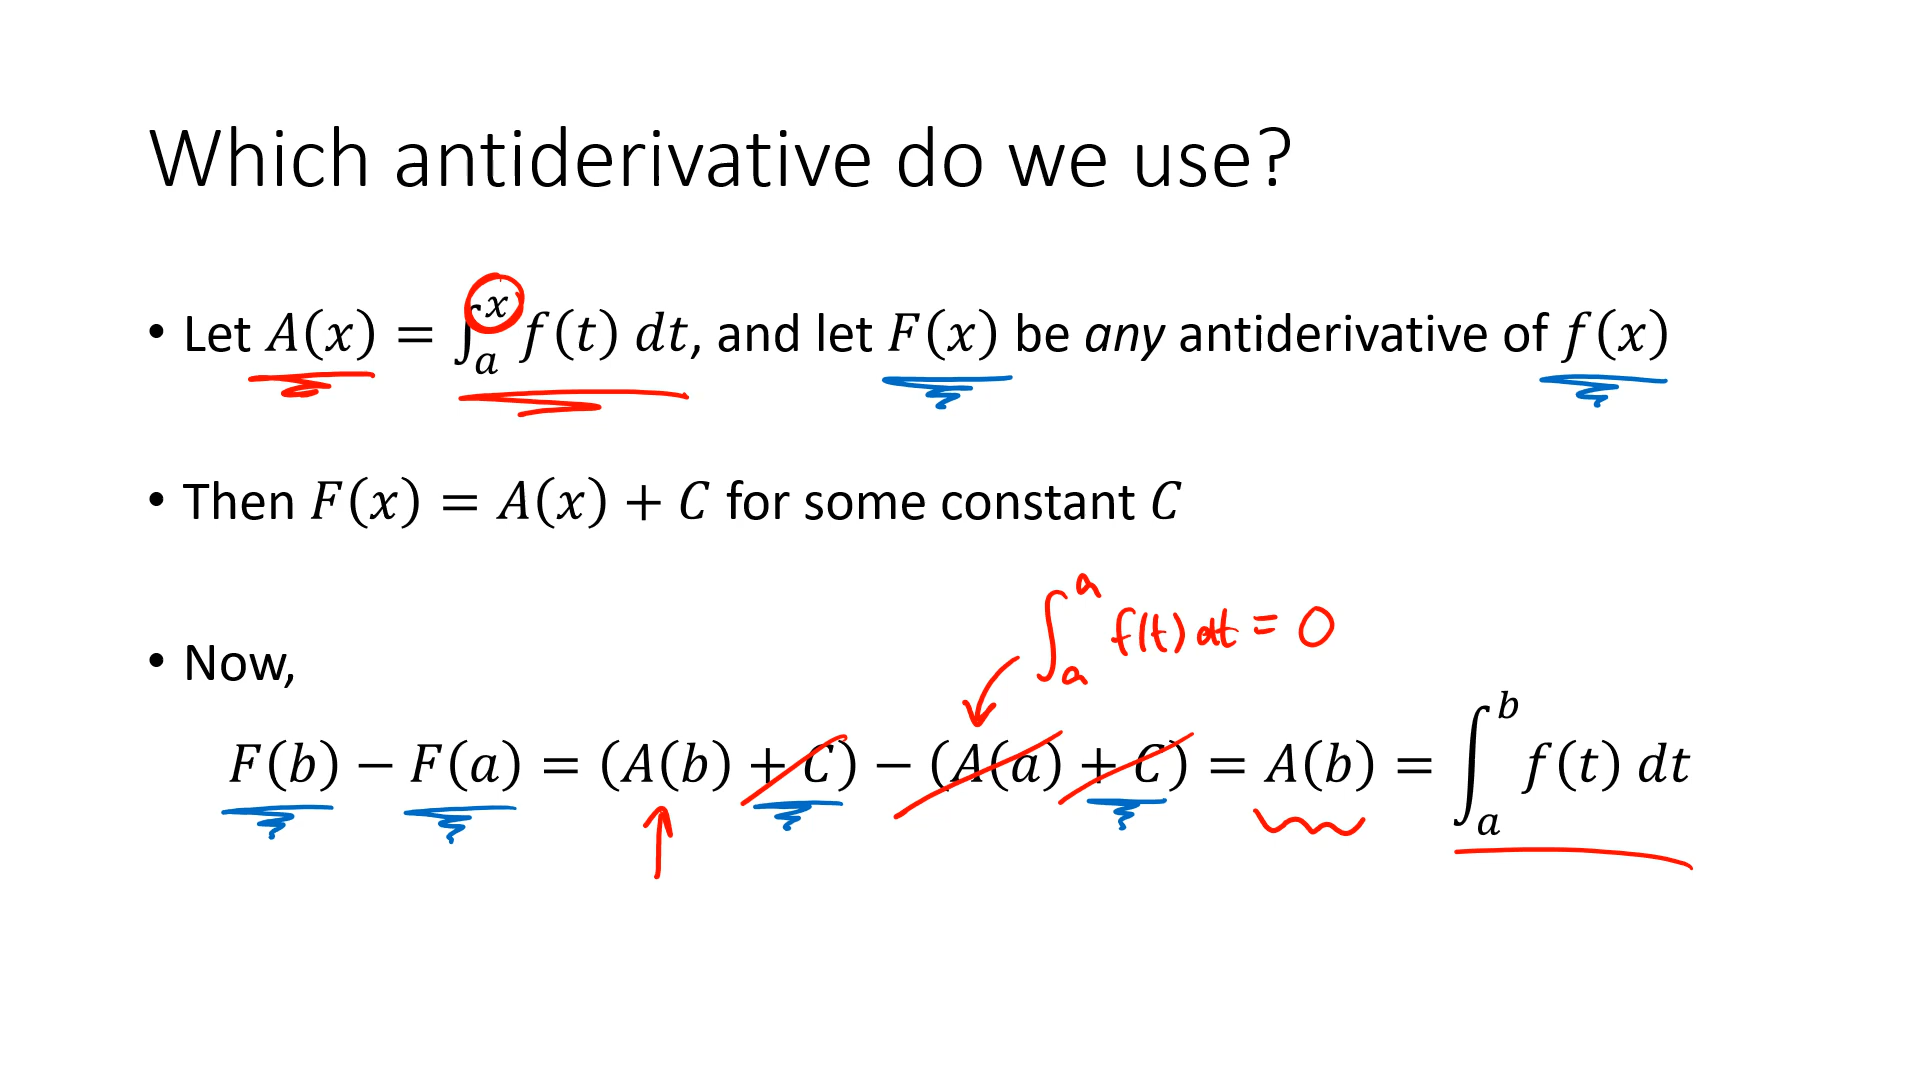 Which antiderivative do we use?
• Let A(x) = ∫ₐˣ f(t) dt, and let F(x) be any antiderivative of f(x)
• Then F(x) = A(x) + C for some constant C
∫ₐᵃ f(t) dt = 0
• Now,
F(b) − F(a) = (A(b) + C) − (A(a) + C) = A(b) = ∫ₐᵇ f(t) dt